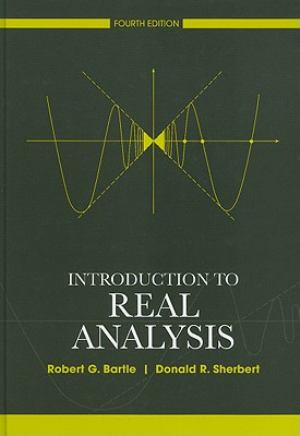 FOURTH EDITION
INTRODUCTION TO
REAL
ANALYSIS
Robert G. Bartle | Donald R. Sherbert